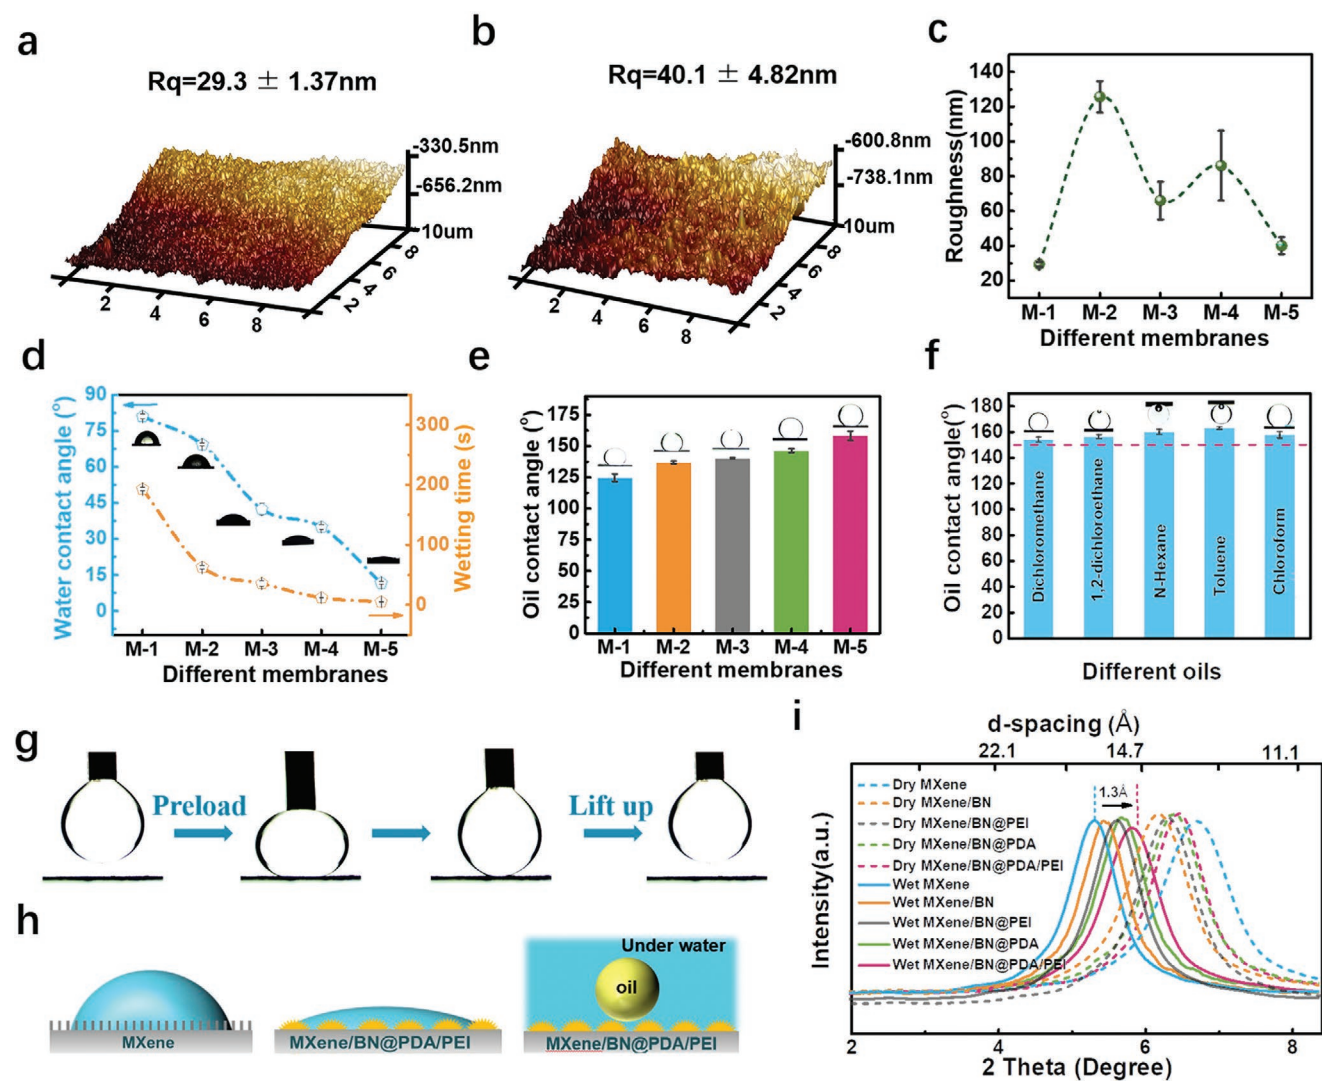 a
Rq=29.3 ± 1.37nm
-330.5nm
-656.2nm
10um
8
6
4
2
2
4
6
8
b
Rq=40.1 ± 4.82nm
-600.8nm
-738.1nm
10um
8
6
4
2
2
4
6
8
c
Roughness(nm)
140
120
100
80
60
40
20
M-1 M-2 M-3 M-4 M-5
Different membranes
d
Water contact angle (°)
90
75
60
45
30
15
0
Wetting time (s)
300
200
100
0
M-1 M-2 M-3 M-4 M-5
Different membranes
e
Oil contact angle (°)
175
150
125
100
75
50
25
0
M-1 M-2 M-3 M-4 M-5
Different membranes
f
Oil contact angle(°)
180
160
140
120
100
80
60
40
20
0
Dichloromethane
1,2-dichloroethane
N-Hexane
Toluene
Chlorofoform
Different oils
g
Preload
Lift up
h
MXene
MXene/BN@PDA/PEI
Under water
oil
MXene/BN@PDA/PEI
i
d-spacing (Å)
22.1 14.7 11.1
Dry MXene
Dry MXene/BN
Dry MXene/BN@PEI
Dry MXene/BN@PDA
Dry MXene/BN@PDA/PEI
Wet MXene
Wet MXene/BN
Wet MXene/BN@PEI
Wet MXene/BN@PDA
Wet MXene/BN@PDA/PEI
1.3Å
Intensity(a.u.)
2 4 6 8
2 Theta (Degree)